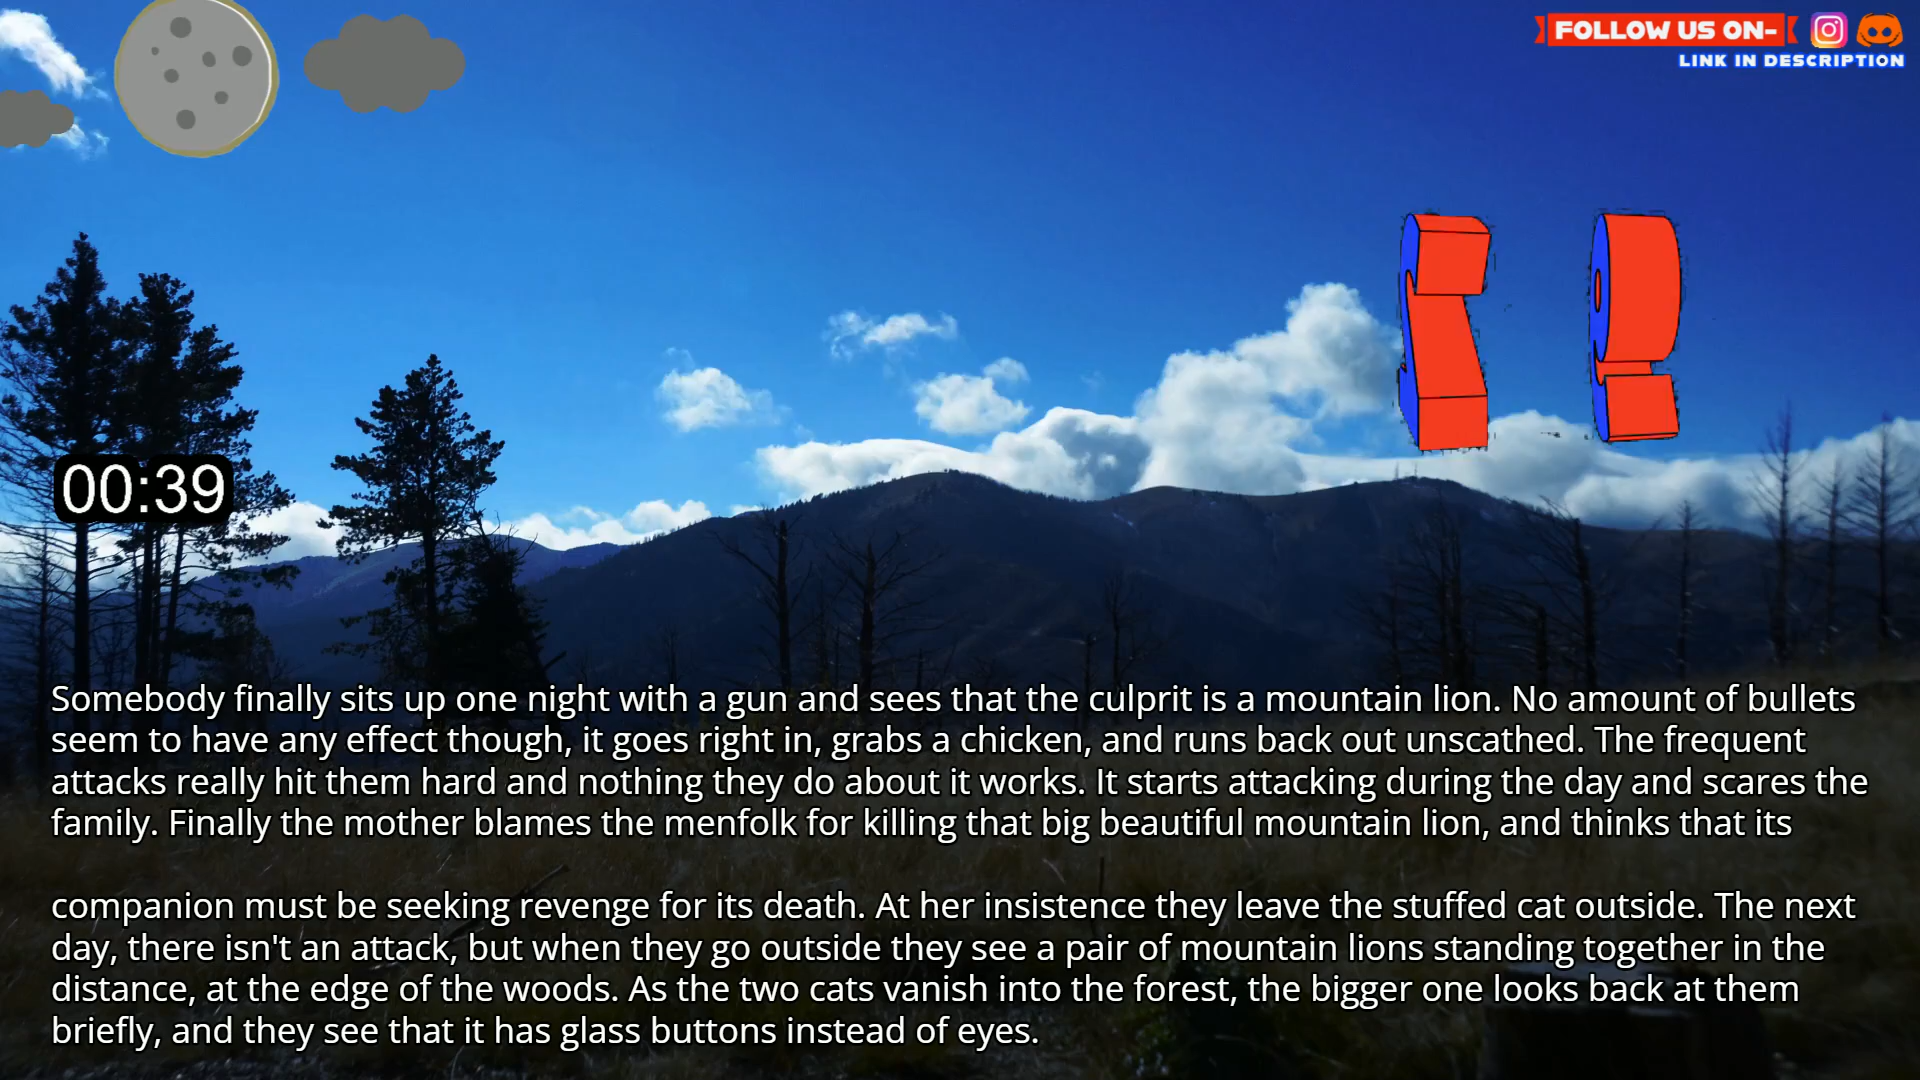 FOLLOW US ON-
LINK IN DESCRIPTION
00:39
Somebody finally sits up one night with a gun and sees that the culprit is a mountain lion. No amount of bullets
seem to have any effect though, it goes right in, grabs a chicken, and runs back out unscathed. The frequent
attacks really hit them hard and nothing they do about it works. It starts attacking during the day and scares the
family. Finally the mother blames the menfolk for killing that big beautiful mountain lion, and thinks that its
companion must be seeking revenge for its death. At her insistence they leave the stuffed cat outside. The next
day, there isn't an attack, but when they go outside they see a pair of mountain lions standing together in the
distance, at the edge of the woods. As the two cats vanish into the forest, the bigger one looks back at them
briefly, and they see that it has glass buttons instead of eyes.